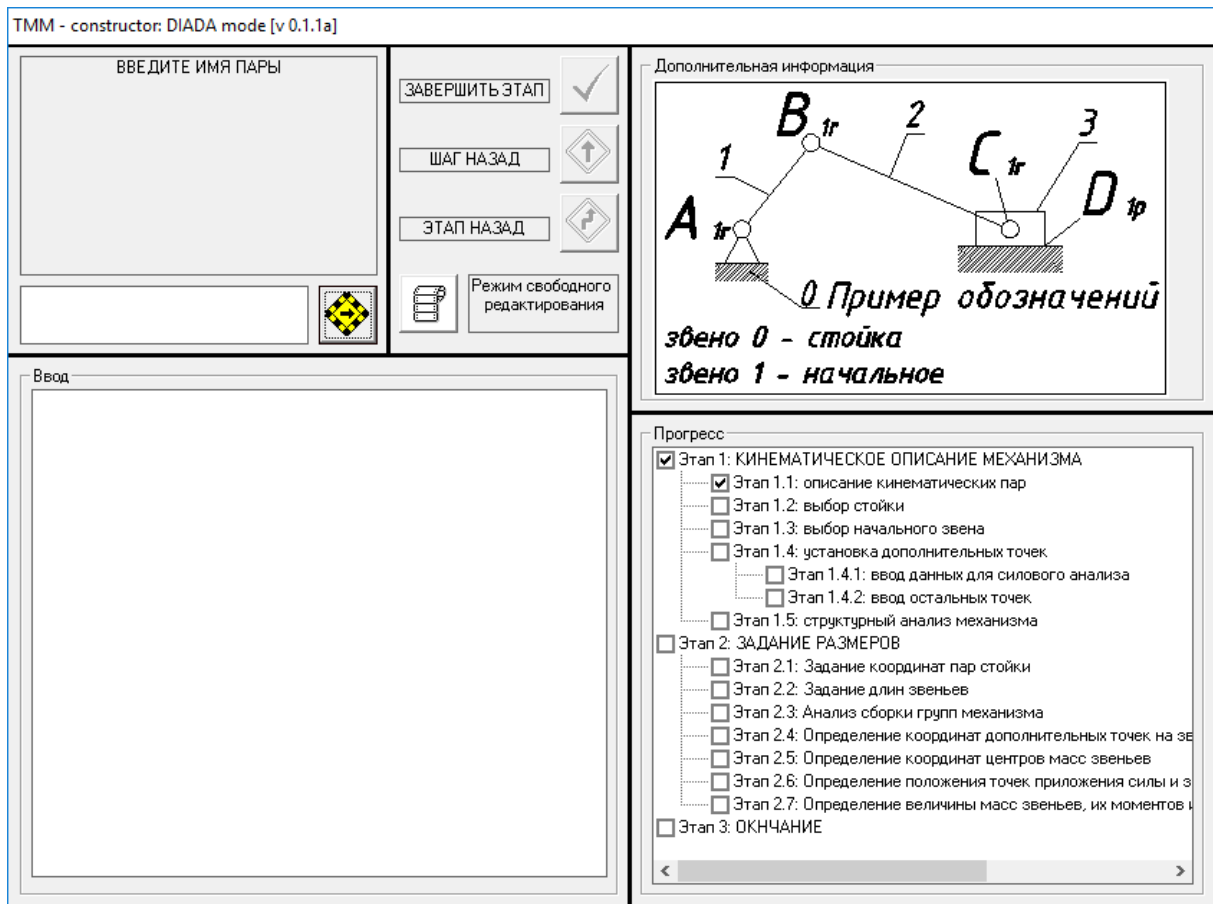 TMM - constructor: DIADA mode [v 0.1.1a]
ВВЕДИТЕ ИМЯ ПАРЫ
ЗАВЕРШИТЬ ЭТАП
ШАГ НАЗАД
ЭТАП НАЗАД
Режим свободного
редактирования
Ввод
Дополнительная информация
B 1r
2
3
1
C 1r
D 1p
A 1r
0 Пример обозначений
звено 0 - стойка
звено 1 - начальное
Прогресс
Этап 1: КИНЕМАТИЧЕСКОЕ ОПИСАНИЕ МЕХАНИЗМА
Этап 1.1: описание кинематических пар
Этап 1.2: выбор стойки
Этап 1.3: выбор начального звена
Этап 1.4: установка дополнительных точек
Этап 1.4.1: ввод данных для силового анализа
Этап 1.4.2: ввод остальных точек
Этап 1.5: структурный анализ механизма
Этап 2: ЗАДАНИЕ РАЗМЕРОВ
Этап 2.1: Задание координат пар стойки
Этап 2.2: Задание длин звеньев
Этап 2.3: Анализ сборки групп механизма
Этап 2.4: Определение координат дополнительных точек на зв
Этап 2.5: Определение координат центров масс звеньев
Этап 2.6: Определение положения точек приложения силы и з
Этап 2.7: Определение величины масс звеньев, их моментов
Этап 3: ОКНЧАНИЕ